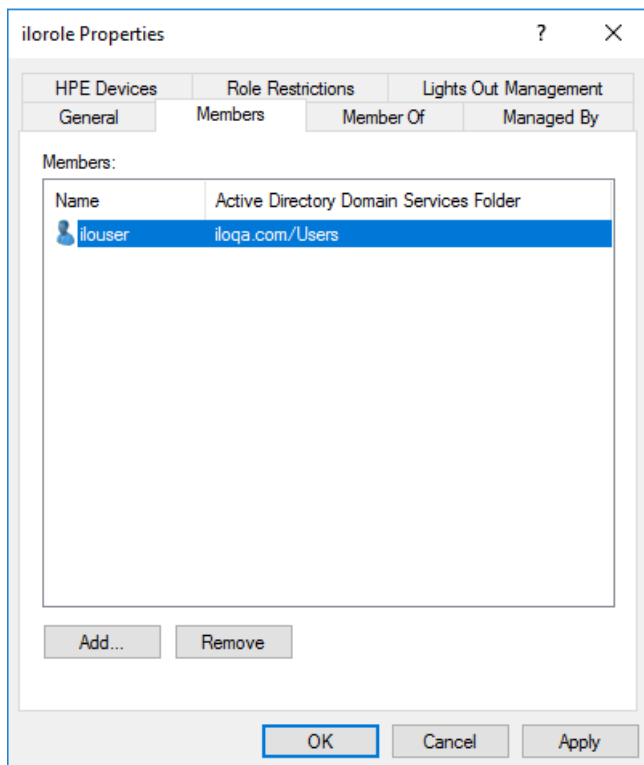 ilorole Properties ? ×
HPE Devices Role Restrictions Lights Out Management
General Members Member Of Managed By
Members:
Name Active Directory Domain Services Folder
ilouser iloqa.com/Users
Add... Remove
OK Cancel Apply